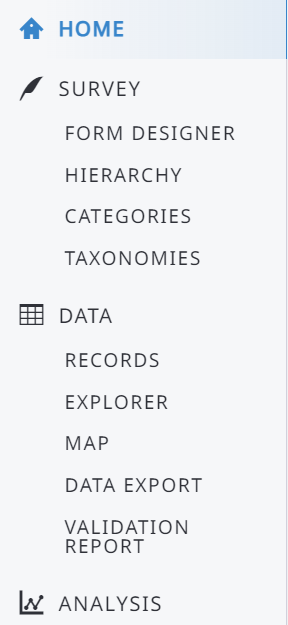 HOME
SURVEY
FORM DESIGNER
HIERARCHY
CATEGORIES
TAXONOMIES
DATA
RECORDS
EXPLORER
MAP
DATA EXPORT
VALIDATION
REPORT
ANALYSIS